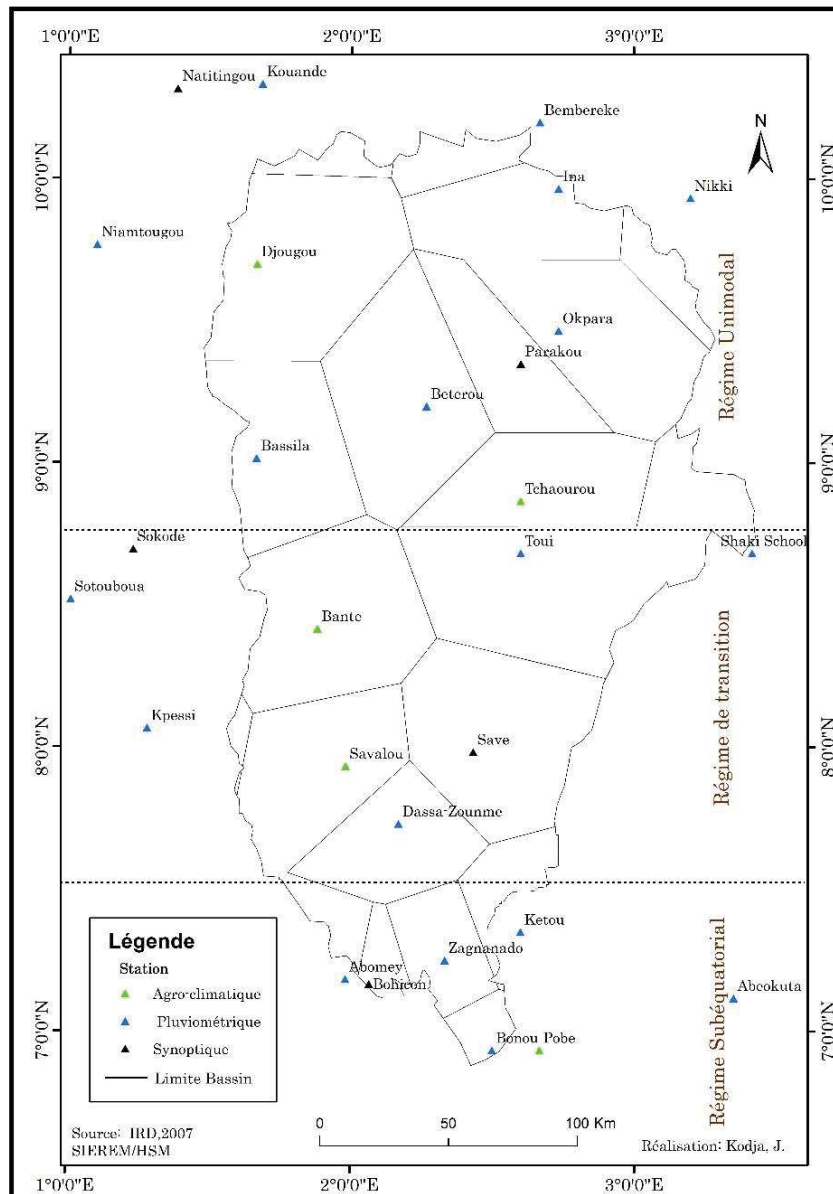 1°0'0"E 2°0'0"E 3°0'0"E
Natitingou
Kouande
Bembereke
N
10°0'0"N
10°0'0"N
Ina
Nikki
Niamtougou
Djougou
Régime Unimodal
Okpara
Parakou
Beterou
Bassila
9°0'0"N
9°0'0"N
Tchaourou
Sokode
Toui
Shaki School
Sotouboua
Bante
Régime de transition
Kpessi
8°0'0"N
8°0'0"N
Save
Savalou
Dassa-Zounme
Légende
Station
Agro-climatique
Pluviométrique
Synoptique
Limite Bassin
Ketou
Zagnanado
Abomey
Bohicon
Régime Subéquatorial
Abeokuta
7°0'0"N
7°0'0"N
Bonou Pobe
0 50 100 Km
Source: IRD,2007
SIEREM/HSM
Réalisation: Kodja, J.
1°0'0"E 2°0'0"E 3°0'0"E